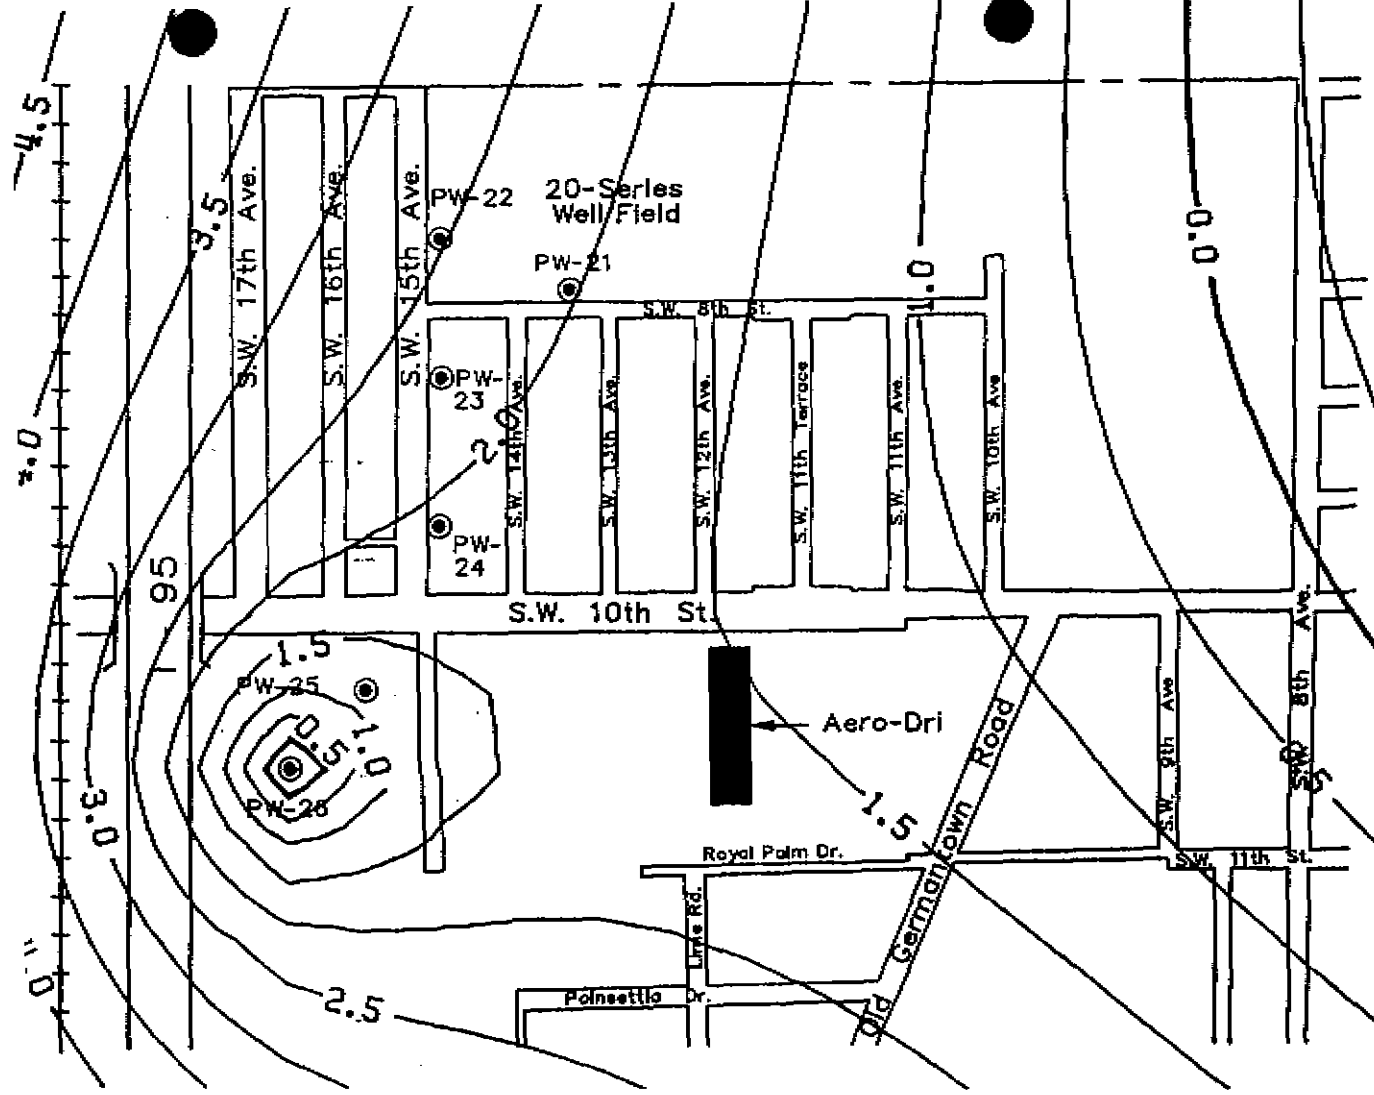 4.5
3.5
S.W. 17th Ave.
S.W. 16th Ave.
S.W. 15th Ave.
PW-22
20-Series
Well Field
PW-21
1.0
0.0
S.W. 8th St.
PW-
23
2.0
S.W. 14th Ave.
S.W. 13th Ave.
S.W. 12th Ave.
S.W. 11th Terrace
S.W. 11th Ave.
S.W. 10th Ave
PW-
24
95
S.W. 10th St.
1.5
PW-25
0.5
1.0
PW-26
3.0
Aero-Dri
1.5
S.W. 9th Ave
S.W. 8th Ave.
Royal Palm Dr.
S.W. 11th St.
Old Germantown Road
Lime Rd.
Poinsettia Dr.
2.5